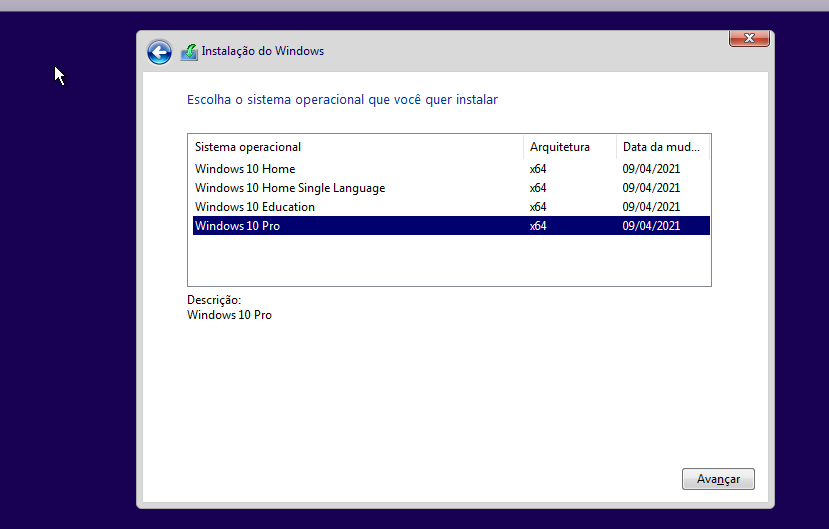 Instalação do Windows
Escolha o sistema operacional que você quer instalar
Sistema operacional Arquitetura Data da mud...
Windows 10 Home x64 09/04/2021
Windows 10 Home Single Language x64 09/04/2021
Windows 10 Education x64 09/04/2021
Windows 10 Pro x64 09/04/2021
Descrição:
Windows 10 Pro
Avançar